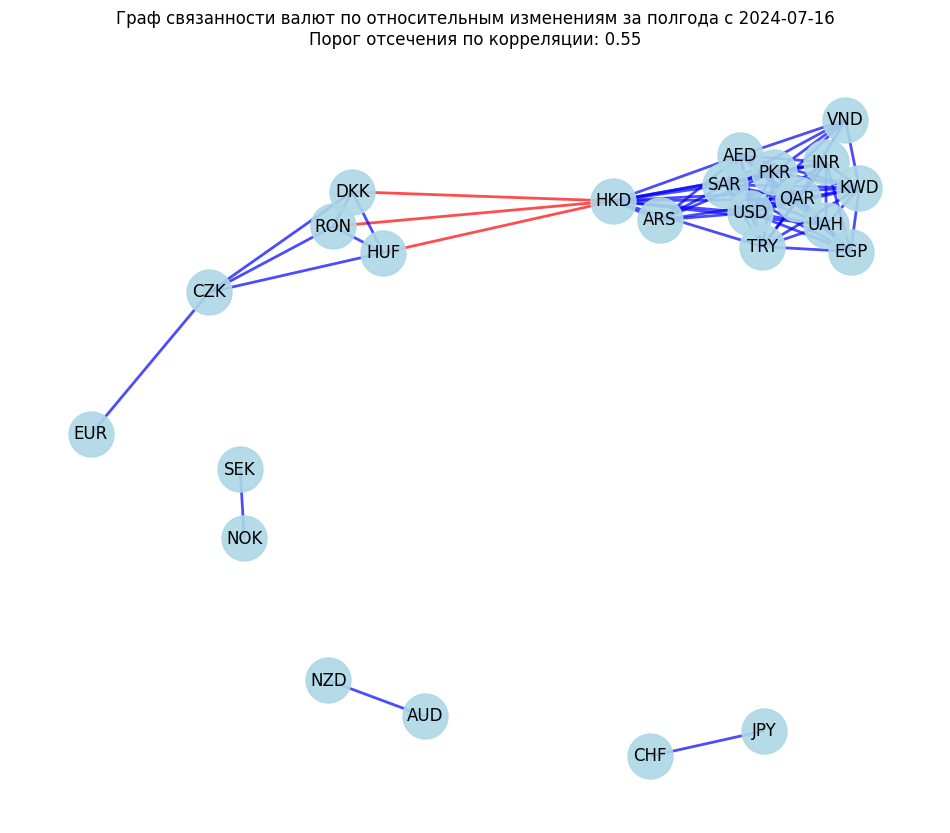 Граф связанности валют по относительным изменениям за полгода с 2024-07-16
Порог отсечения по корреляции: 0.55
VND
AED
INR
PKR
SAR
KWD
DKK
QAR
HKD
USD
ARS
UAH
RON
TRY
EGP
HUF
CZK
EUR
SEK
NOK
NZD
AUD
JPY
CHF